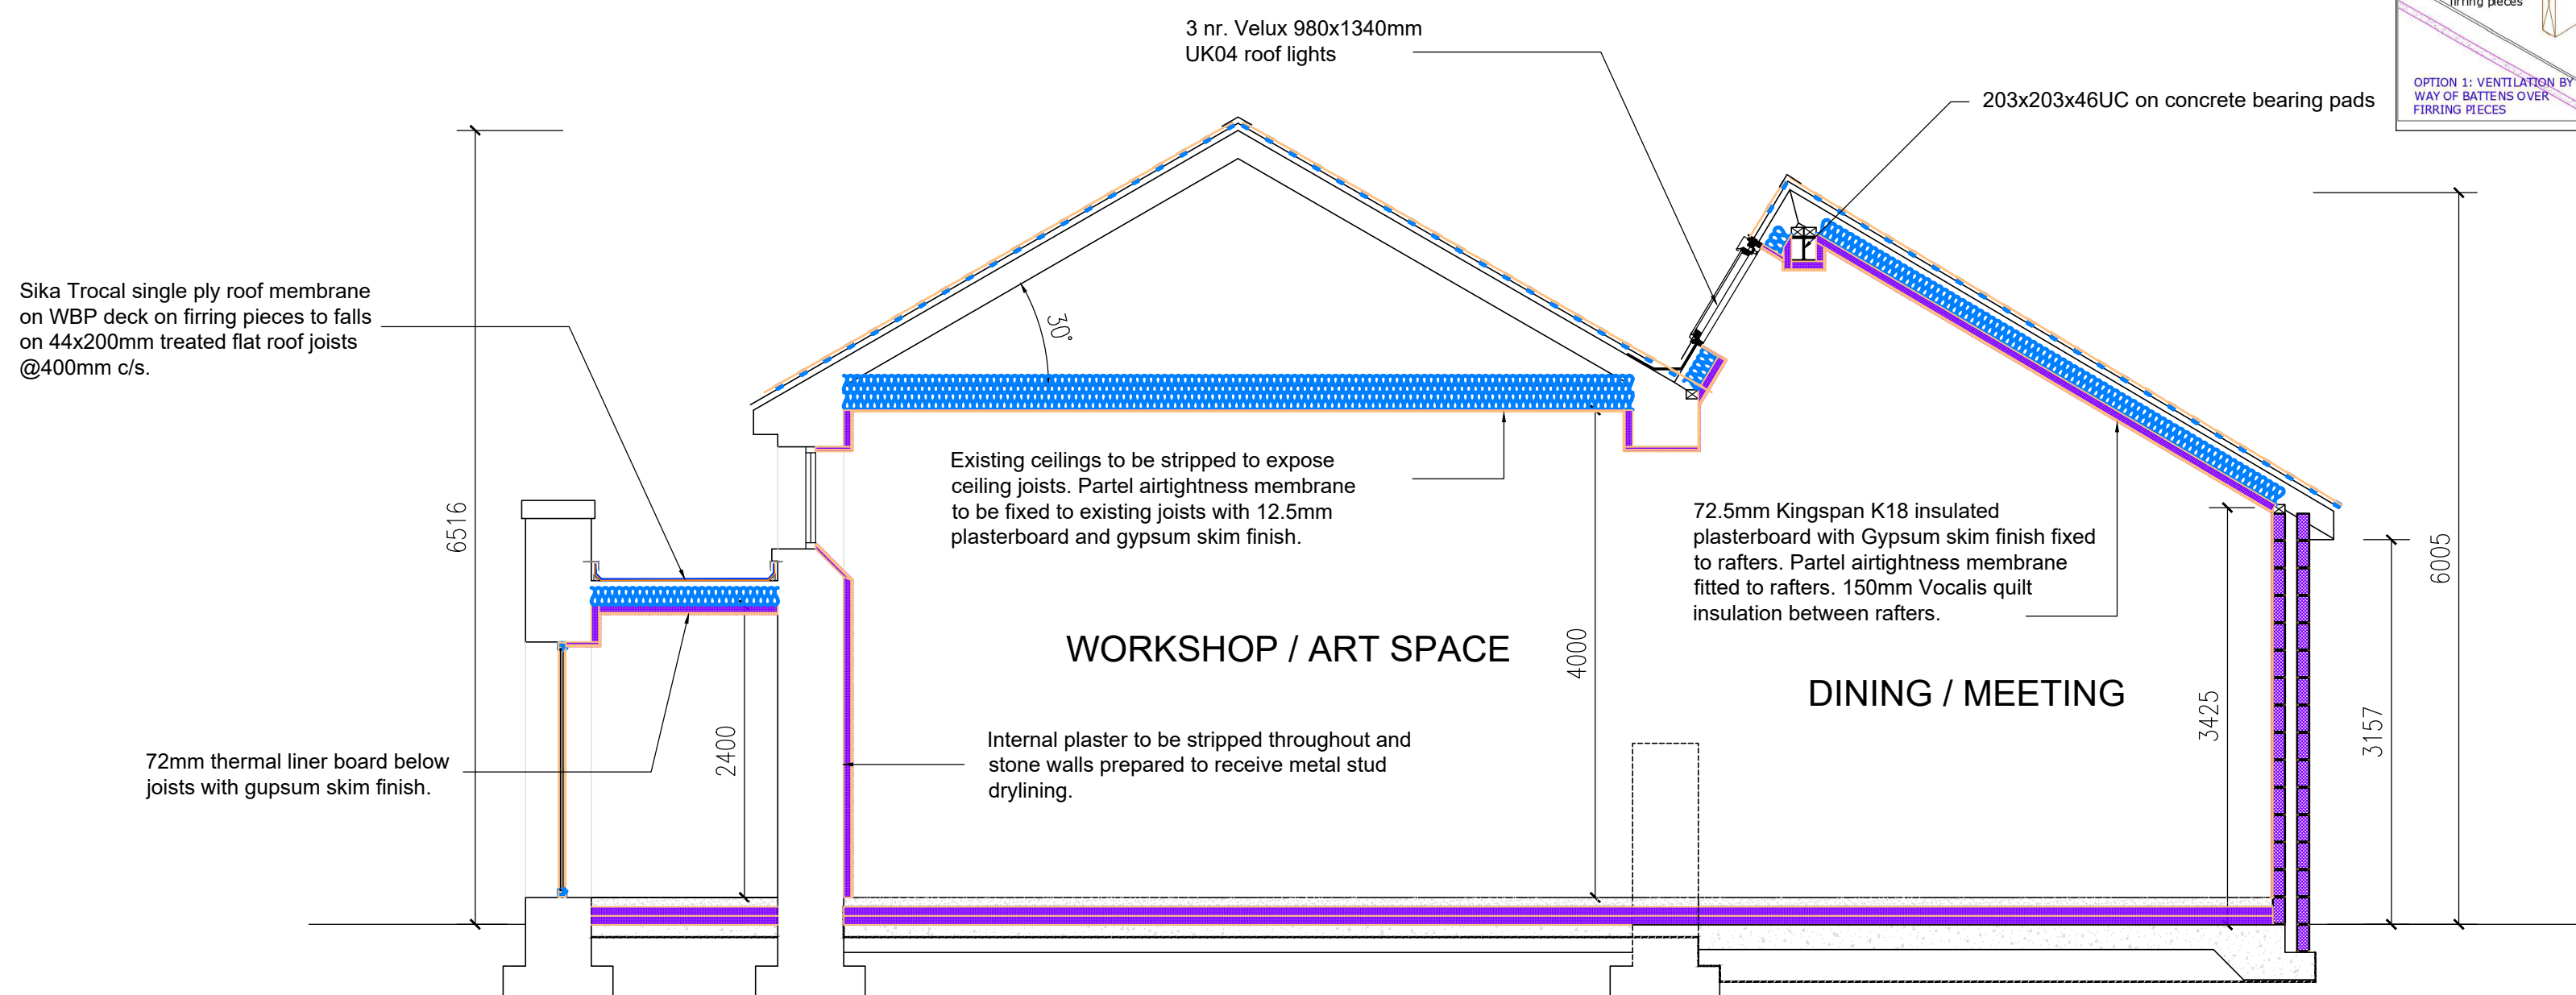 3 nr. Velux 980x1340mm
UK04 roof lights
firring pieces
OPTION 1: VENTILATION BY
WAY OF BATTENS OVER
FIRRING PIECES
203x203x46UC on concrete bearing pads
Sika Trocal single ply roof membrane
on WBP deck on firring pieces to falls
on 44x200mm treated flat roof joists
@400mm c/s.
30°
6516
Existing ceilings to be stripped to expose
ceiling joists. Partel airtightness membrane
to be fixed to existing joists with 12.5mm
plasterboard and gypsum skim finish.
72.5mm Kingspan K18 insulated
plasterboard with Gypsum skim finish fixed
to rafters. Partel airtightness membrane
fitted to rafters. 150mm Vocalis quilt
insulation between rafters.
6005
WORKSHOP / ART SPACE
4000
DINING / MEETING
3425
3157
2400
72mm thermal liner board below
joists with gupsum skim finish.
Internal plaster to be stripped throughout and
stone walls prepared to receive metal stud
drylining.